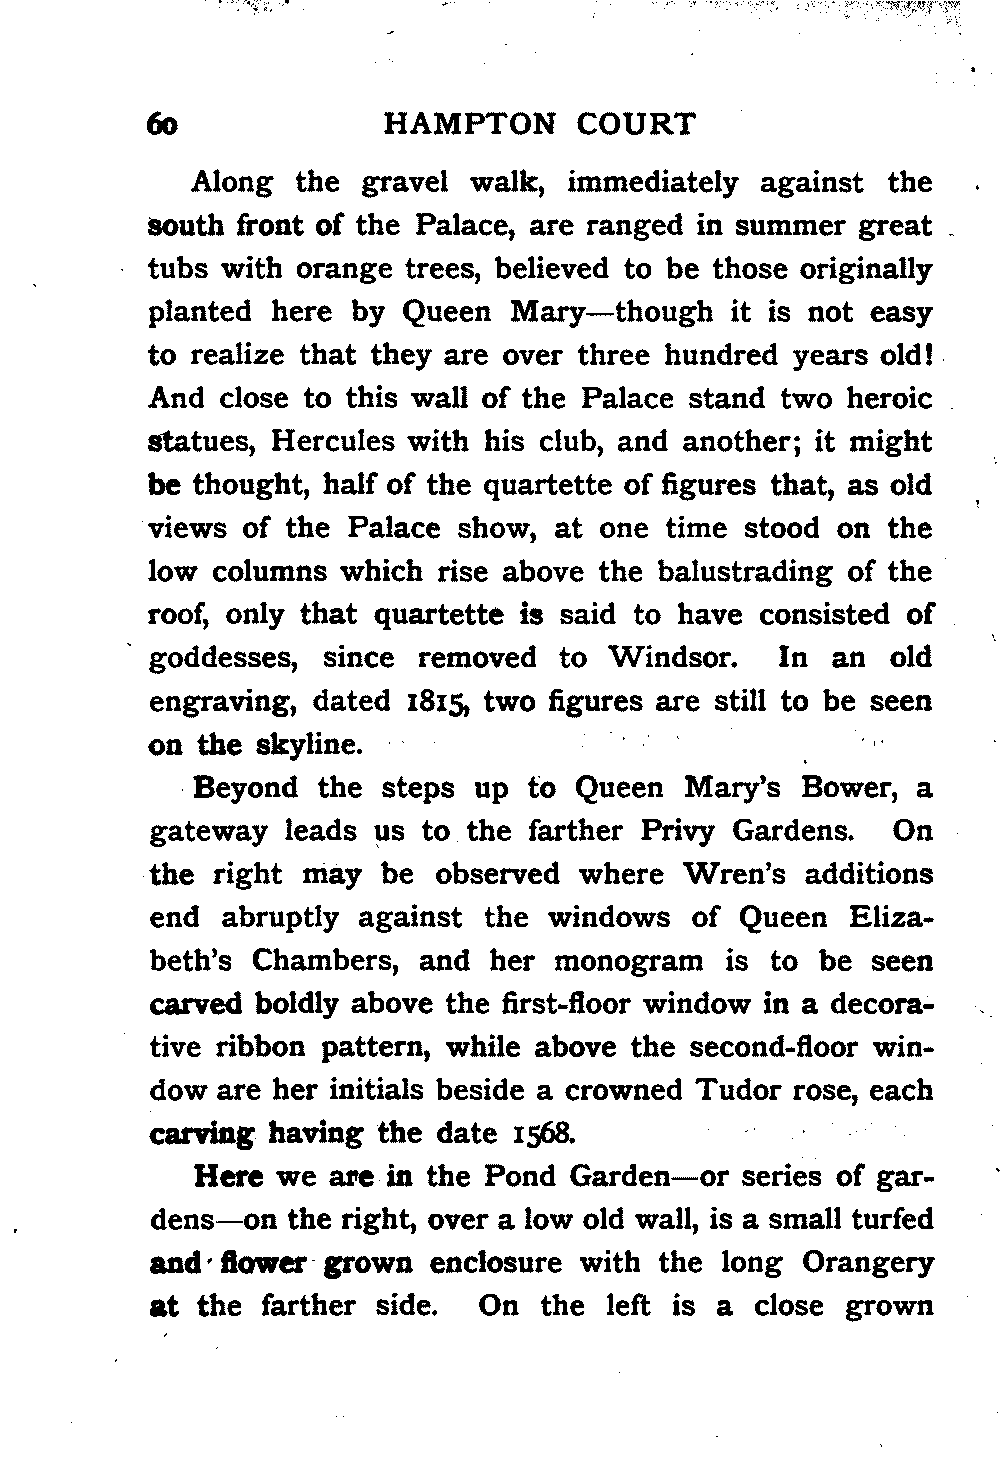 60 HAMPTON COURT
Along the gravel walk, immediately against the
south front of the Palace, are ranged in summer great
tubs with orange trees, believed to be those originally
planted here by Queen Mary—though it is not easy
to realize that they are over three hundred years old!
And close to this wall of the Palace stand two heroic
statues, Hercules with his club, and another; it might
be thought, half of the quartette of figures that, as old
views of the Palace show, at one time stood on the
low columns which rise above the balustrading of the
roof, only that quartette is said to have consisted of
goddesses, since removed to Windsor. In an old
engraving, dated 1815, two figures are still to be seen
on the skyline.
Beyond the steps up to Queen Mary's Bower, a
gateway leads us to the farther Privy Gardens. On
the right may be observed where Wren's additions
end abruptly against the windows of Queen Eliza-
beth's Chambers, and her monogram is to be seen
carved boldly above the first-floor window in a decora-
tive ribbon pattern, while above the second-floor win-
dow are her initials beside a crowned Tudor rose, each
carving having the date 1568.
Here we are in the Pond Garden—or series of gar-
dens—on the right, over a low old wall, is a small turfed
and flower grown enclosure with the long Orangery
at the farther side. On the left is a close grown